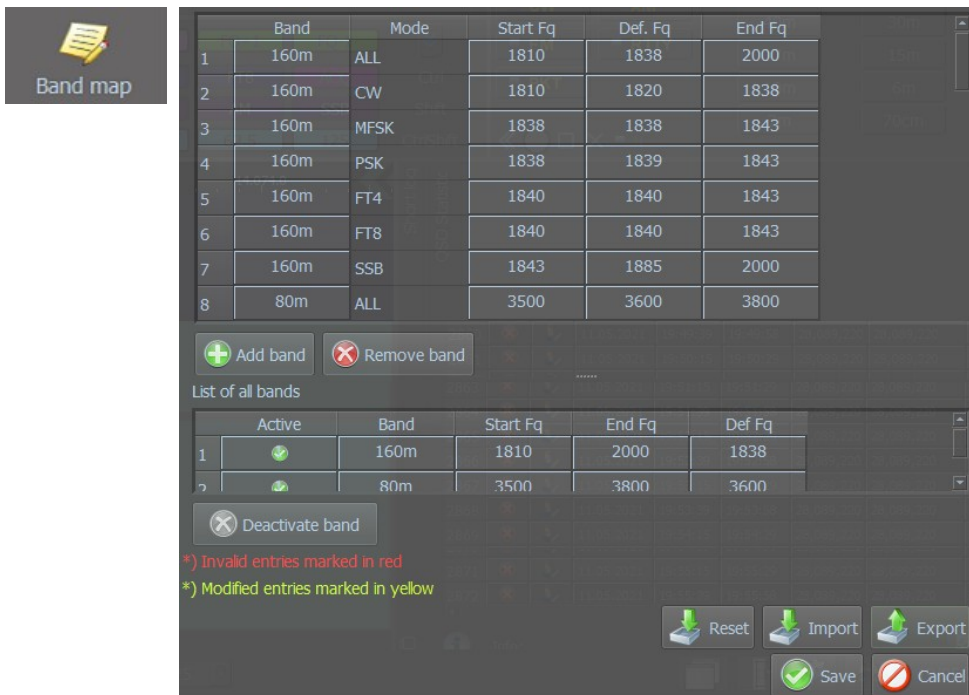 Band map
Band Mode Start Fq Def. Fq End Fq
1 160m ALL 1810 1838 2000
2 160m CW 1810 1820 1838
3 160m MFSK 1838 1838 1843
4 160m PSK 1838 1839 1843
5 160m FT4 1840 1840 1843
6 160m FT8 1840 1840 1843
7 160m SSB 1843 1885 2000
8 80m ALL 3500 3600 3800
Add band Remove band
List of all bands
Active Band Start Fq End Fq Def Fq
1 160m 1810 2000 1838
2 80m 3500 3800 3600
Deactivate band
*) Invalid entries marked in red
*) Modified entries marked in yellow
Reset Import Export
Save Cancel